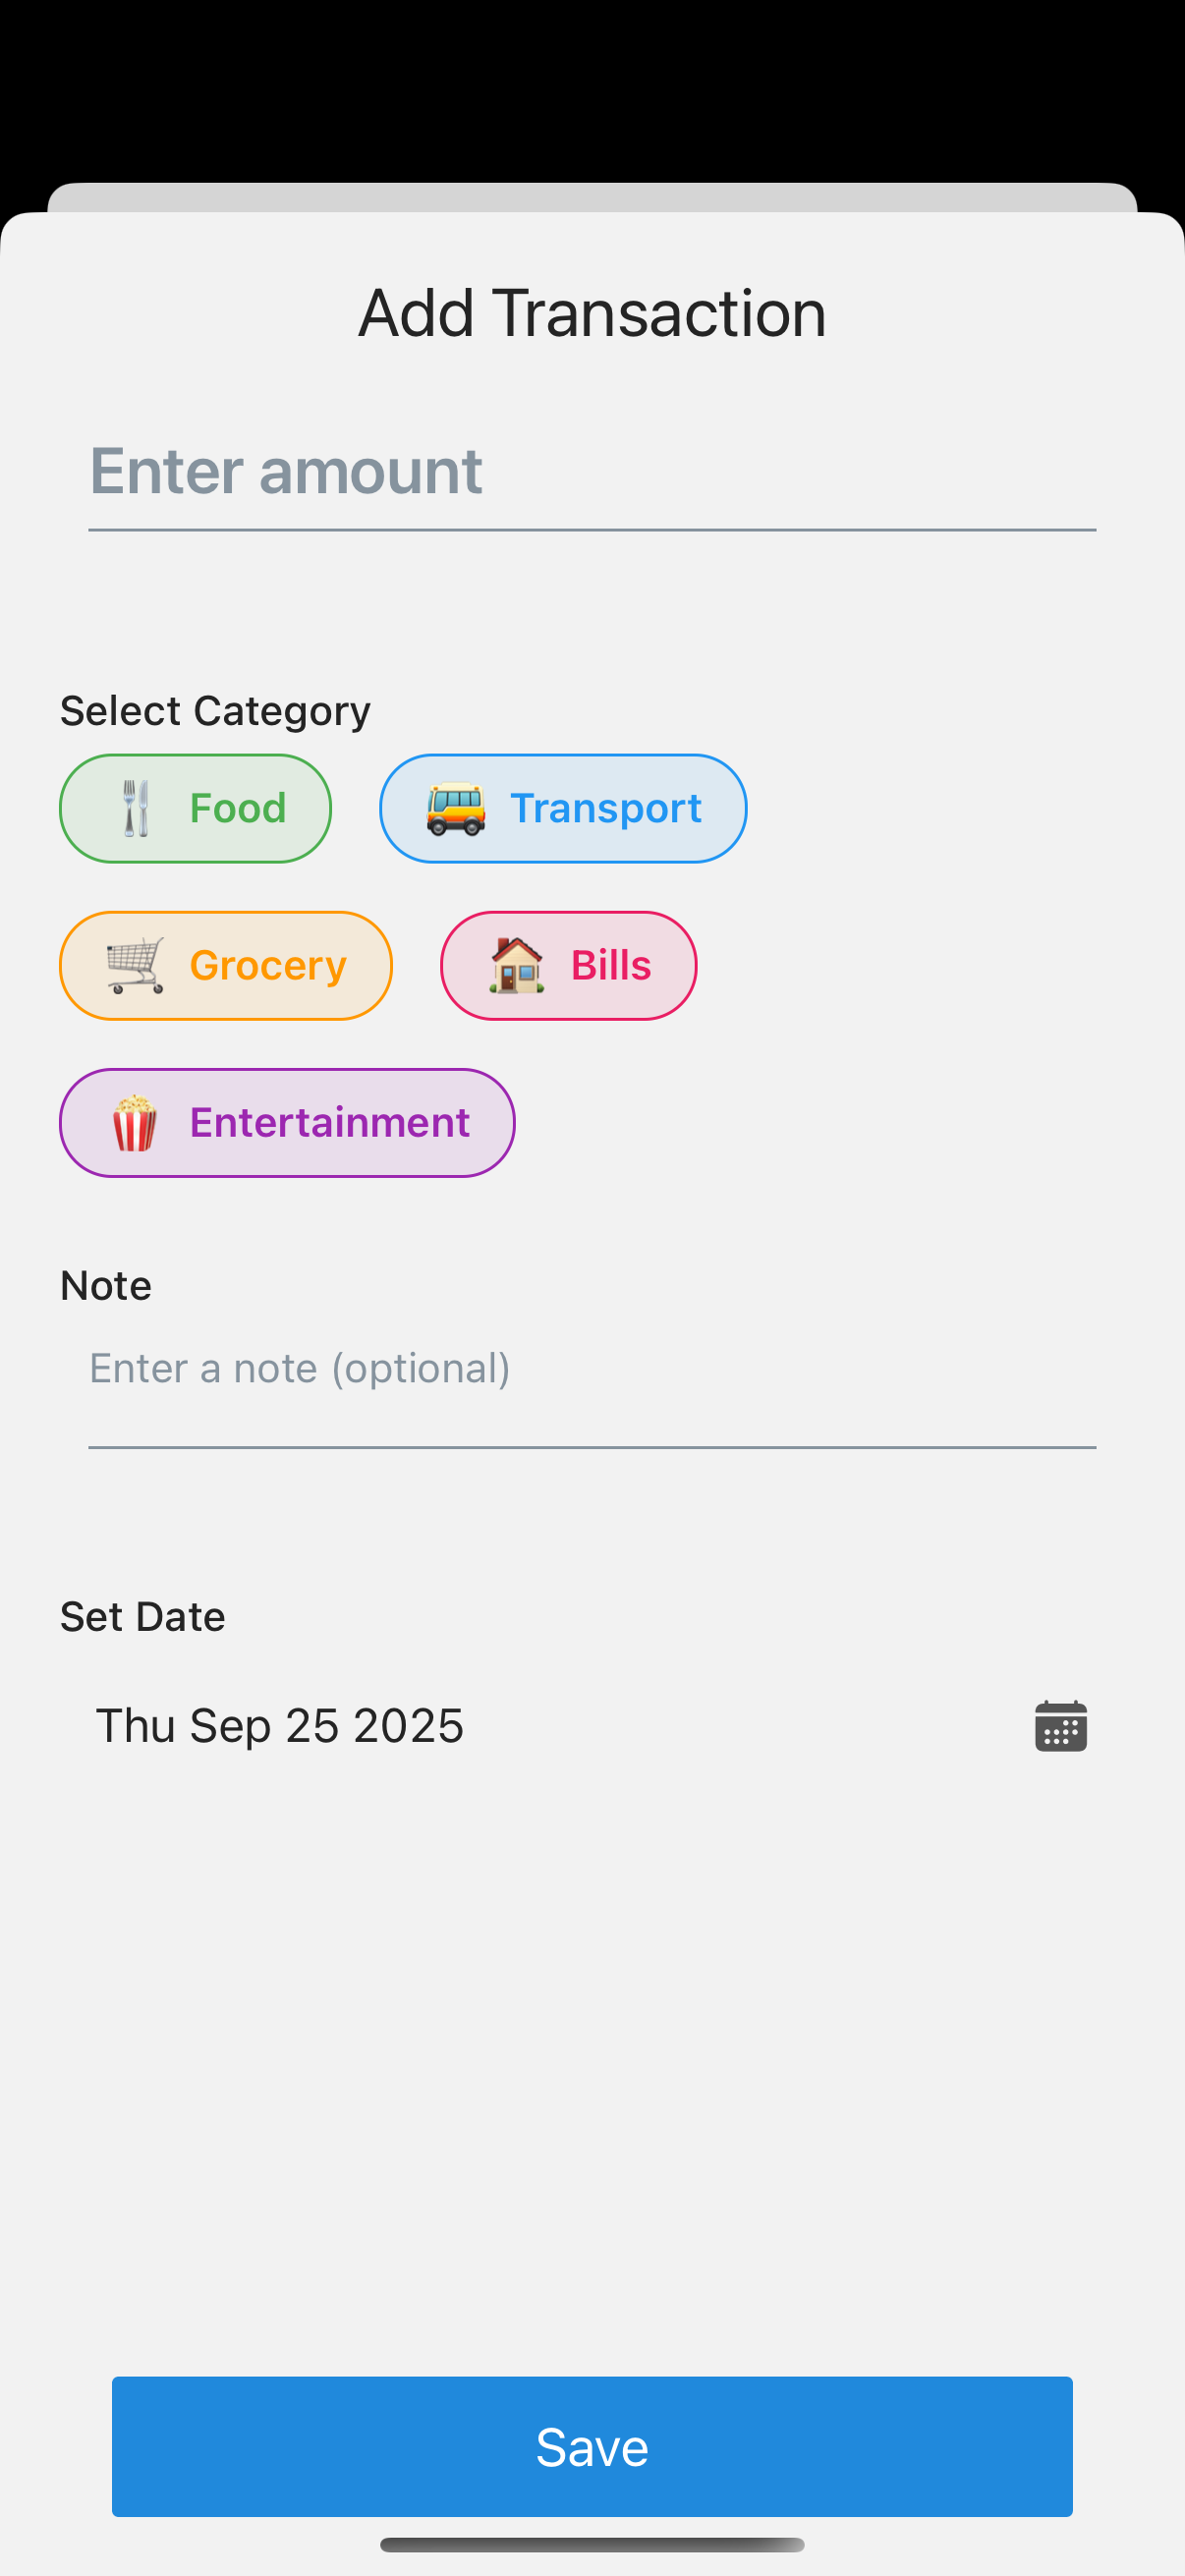 Add Transaction
Enter amount
Select Category
Food
Transport
Grocery
Bills
Entertainment
Note
Enter a note (optional)
Set Date
Thu Sep 25 2025
Save